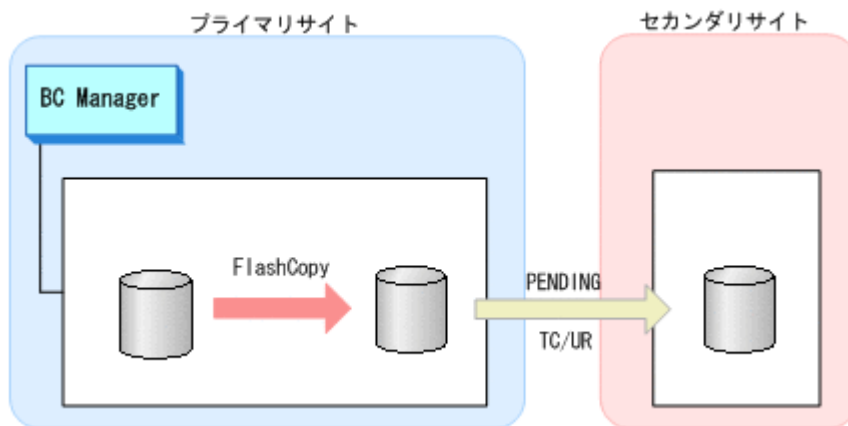 プライマリサイト
セカンダリサイト
BC Manager
FlashCopy
PENDING
TC/UR